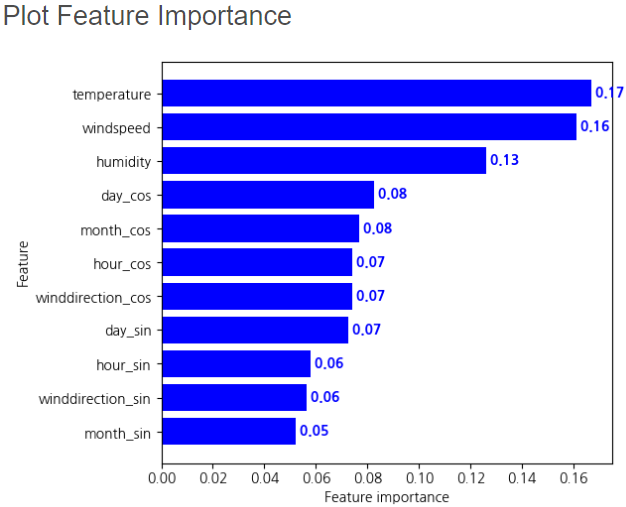 Plot Feature Importance
temperature 0.17
windspeed 0.16
humidity 0.13
day_cos 0.08
month_cos 0.08
hour_cos 0.07
winddirection_cos 0.07
day_sin 0.07
hour_sin 0.06
winddirection_sin 0.06
month_sin 0.05
Feature
0.00 0.02 0.04 0.06 0.08 0.10 0.12 0.14 0.16
Feature importance